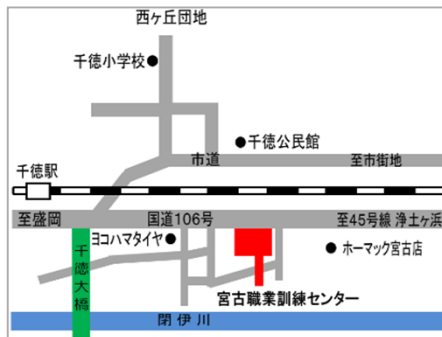 西ヶ丘団地
千徳小学校
千徳公民館
市道
至市街地
千徳駅
至盛岡
国道106号
至45号線 浄土ヶ浜
ヨコハマタイヤ
千徳大橋
ホーマック宮古店
宮古職業訓練センター
閉伊川